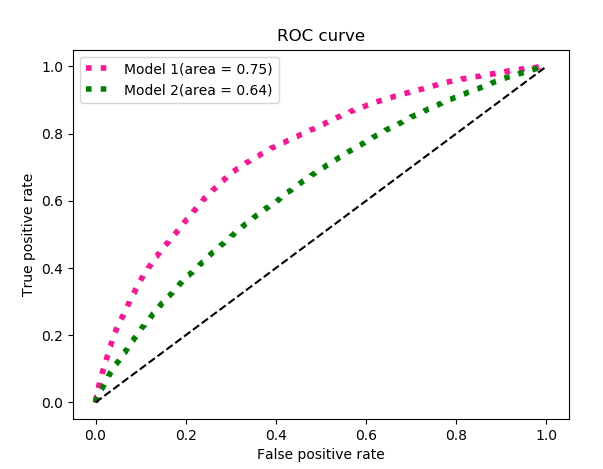 ROC curve
Model 1(area = 0.75)
Model 2(area = 0.64)
1.0
0.8
0.6
0.4
0.2
0.0
True positive rate
0.0 0.2 0.4 0.6 0.8 1.0
False positive rate